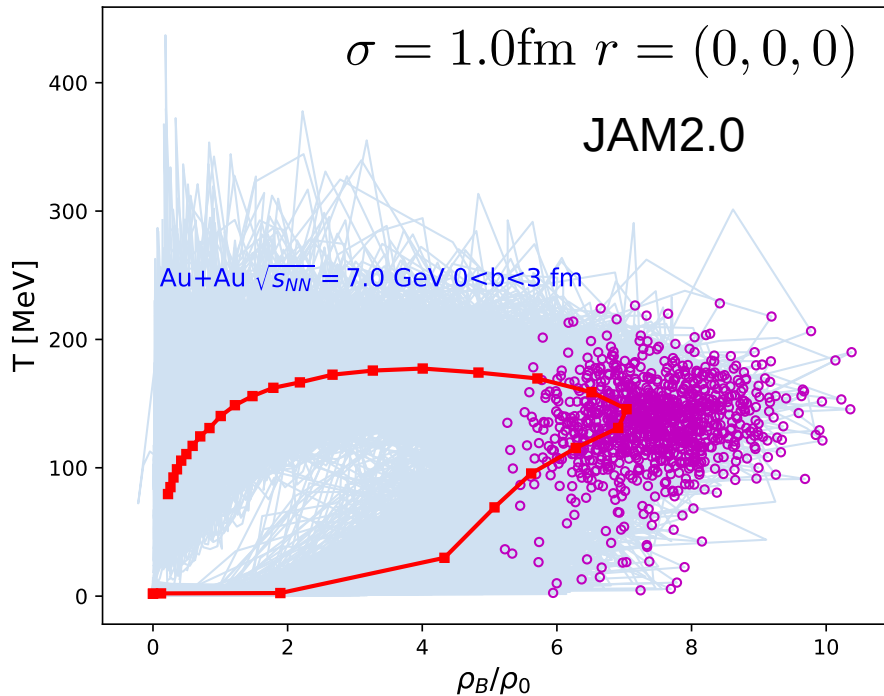 σ = 1.0fm r = (0, 0, 0)
JAM2.0
Au+Au √s_NN = 7.0 GeV 0<b<3 fm
T [MeV]
400
300
200
100
0
0 2 4 6 8 10
ρ_B/ρ_0